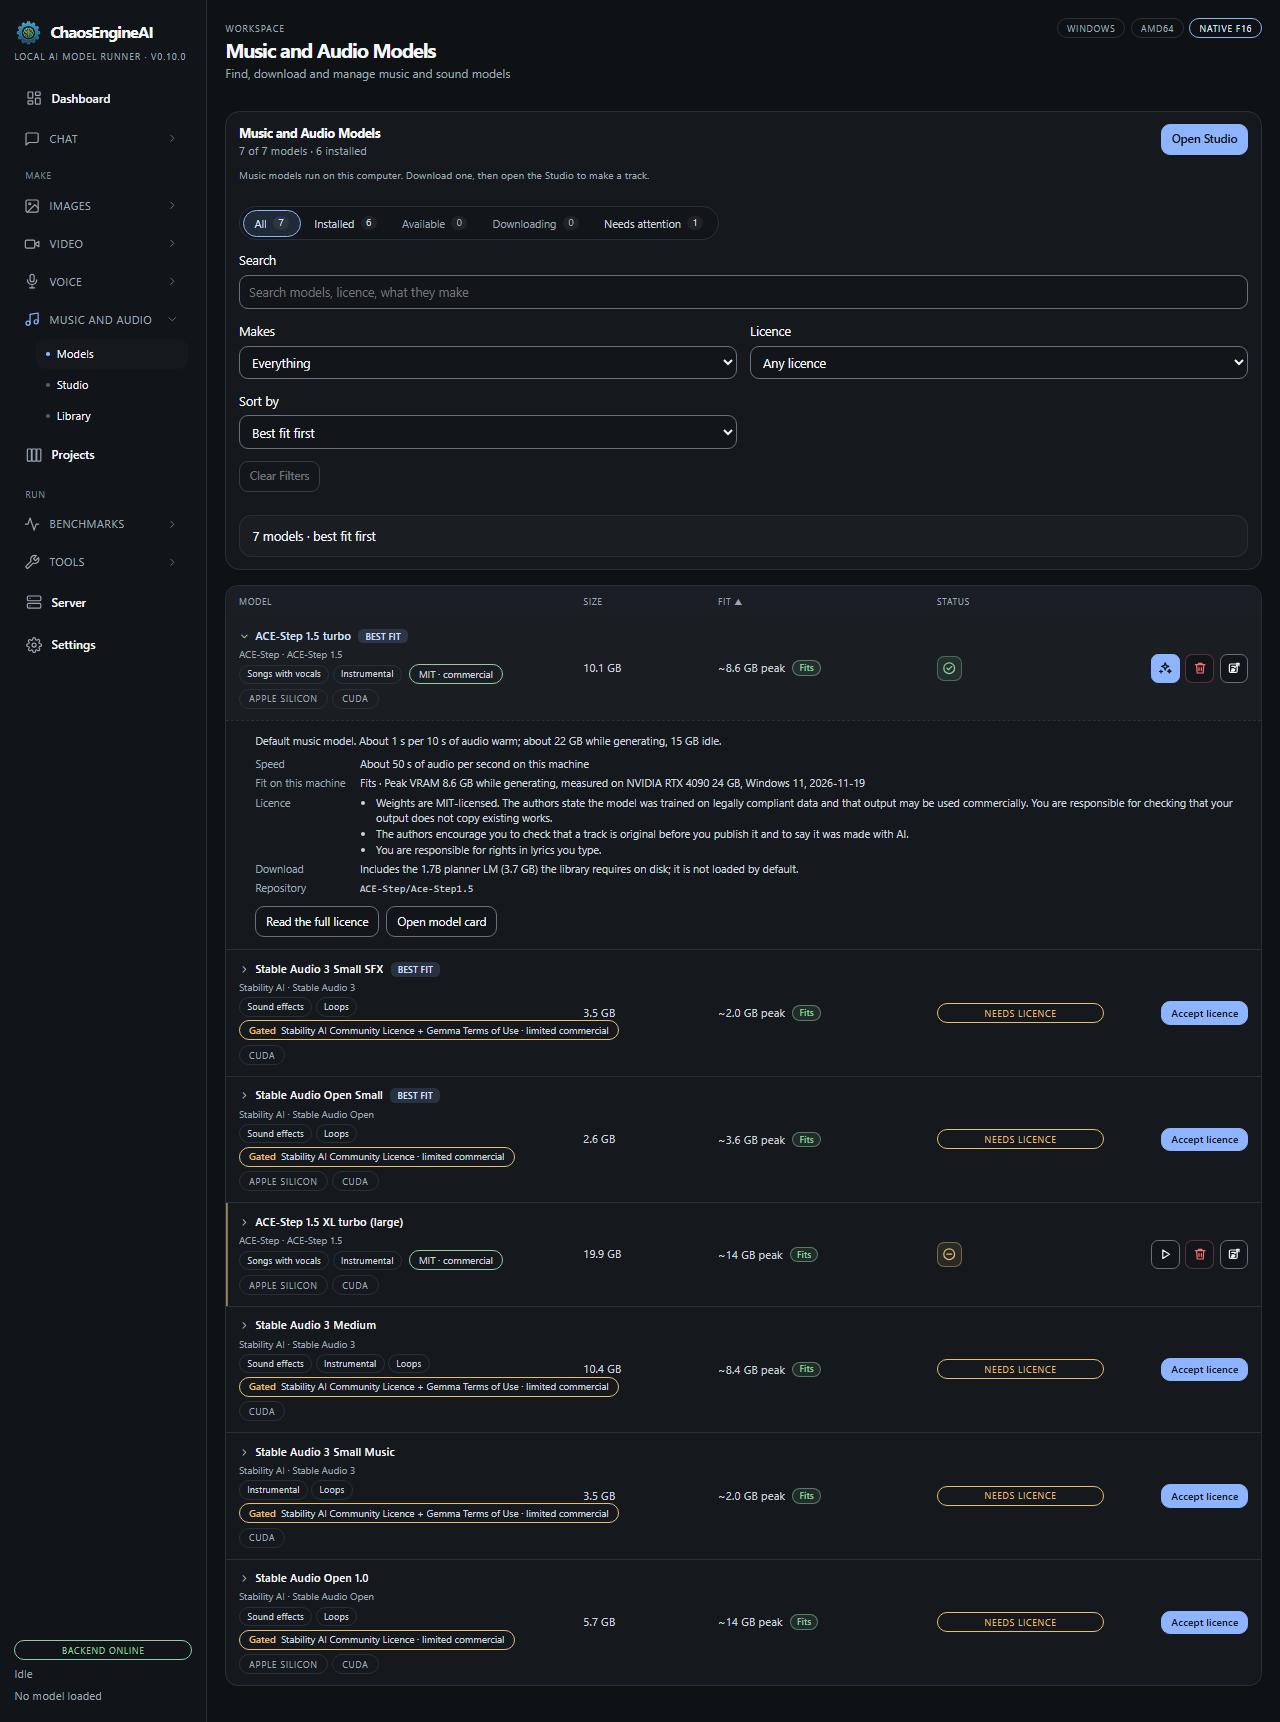 ChaosEngineAI
LOCAL AI MODEL RUNNER · V0.10.0
Dashboard
CHAT
MAKE
IMAGES
VIDEO
VOICE
MUSIC AND AUDIO
Models
Studio
Library
Projects
RUN
BENCHMARKS
TOOLS
Server
Settings
BACKEND ONLINE
Idle
No model loaded
WORKSPACE
Music and Audio Models
Find, download and manage music and sound models
WINDOWS
AMD64
NATIVE F16
Music and Audio Models
7 of 7 models · 6 installed
Music models run on this computer. Download one, then open the Studio to make a track.
Open Studio
All 7
Installed 6
Available 0
Downloading 0
Needs attention 1
Search
Search models, licence, what they make
Makes
Licence
Everything
Any licence
Sort by
Best fit first
Clear Filters
7 models · best fit first
MODEL SIZE FIT ▲ STATUS
ACE-Step 1.5 turbo BEST FIT
ACE-Step · ACE-Step 1.5
Songs with vocals Instrumental MIT · commercial
APPLE SILICON CUDA
10.1 GB
~8.6 GB peak Fits
Default music model. About 1 s per 10 s of audio warm; about 22 GB while generating, 15 GB idle.
Speed About 50 s of audio per second on this machine
Fit on this machine Fits · Peak VRAM 8.6 GB while generating, measured on NVIDIA RTX 4090 24 GB, Windows 11, 2026-11-19
Licence • Weights are MIT-licensed. The authors state the model was trained on legally compliant data and that output may be used commercially. You are responsible for checking that your
output does not copy existing works.
• The authors encourage you to check that a track is original before you publish it and to say it was made with AI.
• You are responsible for rights in lyrics you type.
Download Includes the 1.7B planner LM (3.7 GB) the library requires on disk; it is not loaded by default.
Repository ACE-Step/Ace-Step1.5
Read the full licence
Open model card
Stable Audio 3 Small SFX BEST FIT
Stability AI · Stable Audio 3
Sound effects Loops
Gated Stability AI Community Licence + Gemma Terms of Use · limited commercial
CUDA
3.5 GB
~2.0 GB peak Fits
NEEDS LICENCE
Accept licence
Stable Audio Open Small BEST FIT
Stability AI · Stable Audio Open
Sound effects Loops
Gated Stability AI Community Licence · limited commercial
APPLE SILICON CUDA
2.6 GB
~3.6 GB peak Fits
NEEDS LICENCE
Accept licence
ACE-Step 1.5 XL turbo (large)
ACE-Step · ACE-Step 1.5
Songs with vocals Instrumental MIT · commercial
APPLE SILICON CUDA
19.9 GB
~14 GB peak Fits
Stable Audio 3 Medium
Stability AI · Stable Audio 3
Sound effects Instrumental Loops
Gated Stability AI Community Licence + Gemma Terms of Use · limited commercial
CUDA
10.4 GB
~8.4 GB peak Fits
NEEDS LICENCE
Accept licence
Stable Audio 3 Small Music
Stability AI · Stable Audio 3
Instrumental Loops
Gated Stability AI Community Licence + Gemma Terms of Use · limited commercial
CUDA
3.5 GB
~2.0 GB peak Fits
NEEDS LICENCE
Accept licence
Stable Audio Open 1.0
Stability AI · Stable Audio Open
Sound effects Loops
Gated Stability AI Community Licence · limited commercial
APPLE SILICON CUDA
5.7 GB
~14 GB peak Fits
NEEDS LICENCE
Accept licence